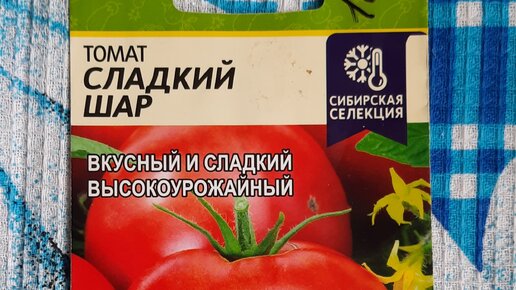 ТОМАТ
СЛАДКИЙ
ШАР
СИБИРСКАЯ
СЕЛЕКЦИЯ
ВКУСНЫЙ И СЛАДКИЙ
ВЫСОКОУРОЖАЙНЫЙ